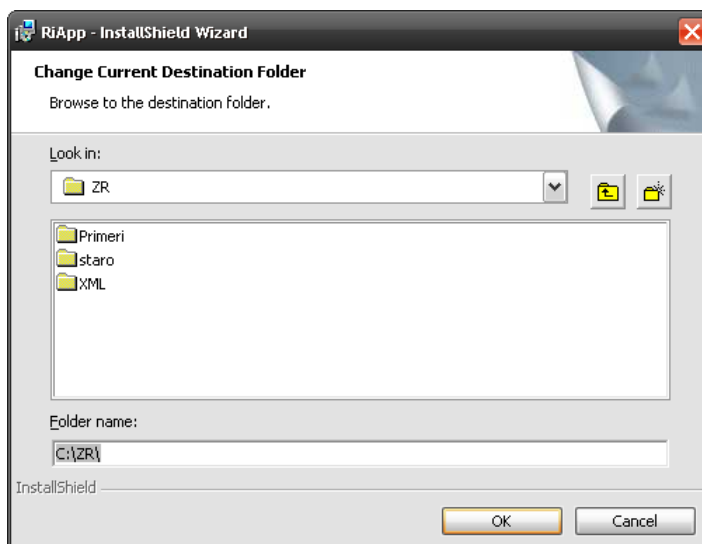 RiApp - InstallShield Wizard
Change Current Destination Folder
Browse to the destination folder.
Look in:
ZR
Primeri
staro
XML
Folder name:
C:\ZR\
InstallShield
OK Cancel